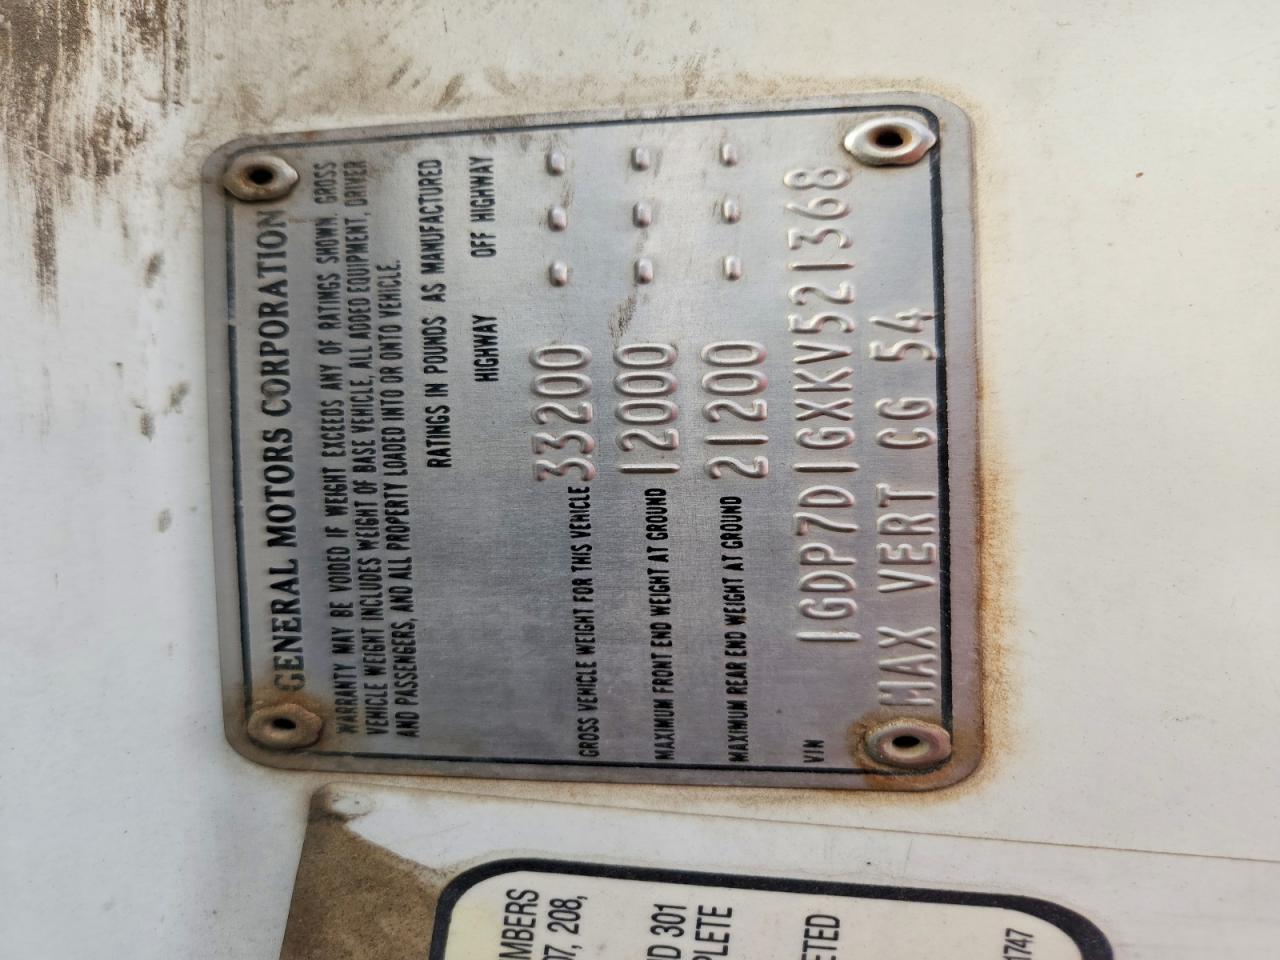 GENERAL MOTORS CORPORATION
WARRANTY MAY BE VOIDED IF WEIGHT EXCEEDS ANY OF RATINGS SHOWN. GROSS
VEHICLE WEIGHT INCLUDES WEIGHT OF BASE VEHICLE, ALL ADDED EQUIPMENT, DRIVER
AND PASSENGERS, AND ALL PROPERTY LOADED INTO OR ONTO VEHICLE.
RATINGS IN POUNDS AS MANUFACTURED
HIGHWAY OFF HIGHWAY
GROSS VEHICLE WEIGHT FOR THIS VEHICLE 33200 - - -
MAXIMUM FRONT END WEIGHT AT GROUND 12000 - - -
MAXIMUM REAR END WEIGHT AT GROUND 21200 - - -
VIN 1GDP7D1GXKV521368
MAX VERT CG 54
MBERS
07, 208,
ND 301
PLETE
ETED
1747